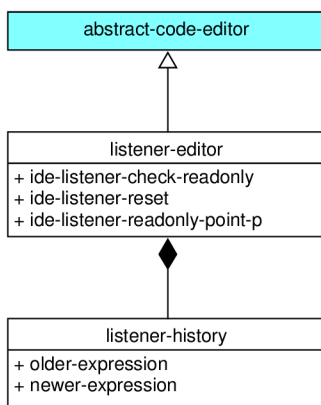 abstract-code-editor
listener-editor
+ ide-listener-check-readonly
+ ide-listener-reset
+ ide-listener-readonly-point-p
listener-history
+ older-expression
+ newer-expression